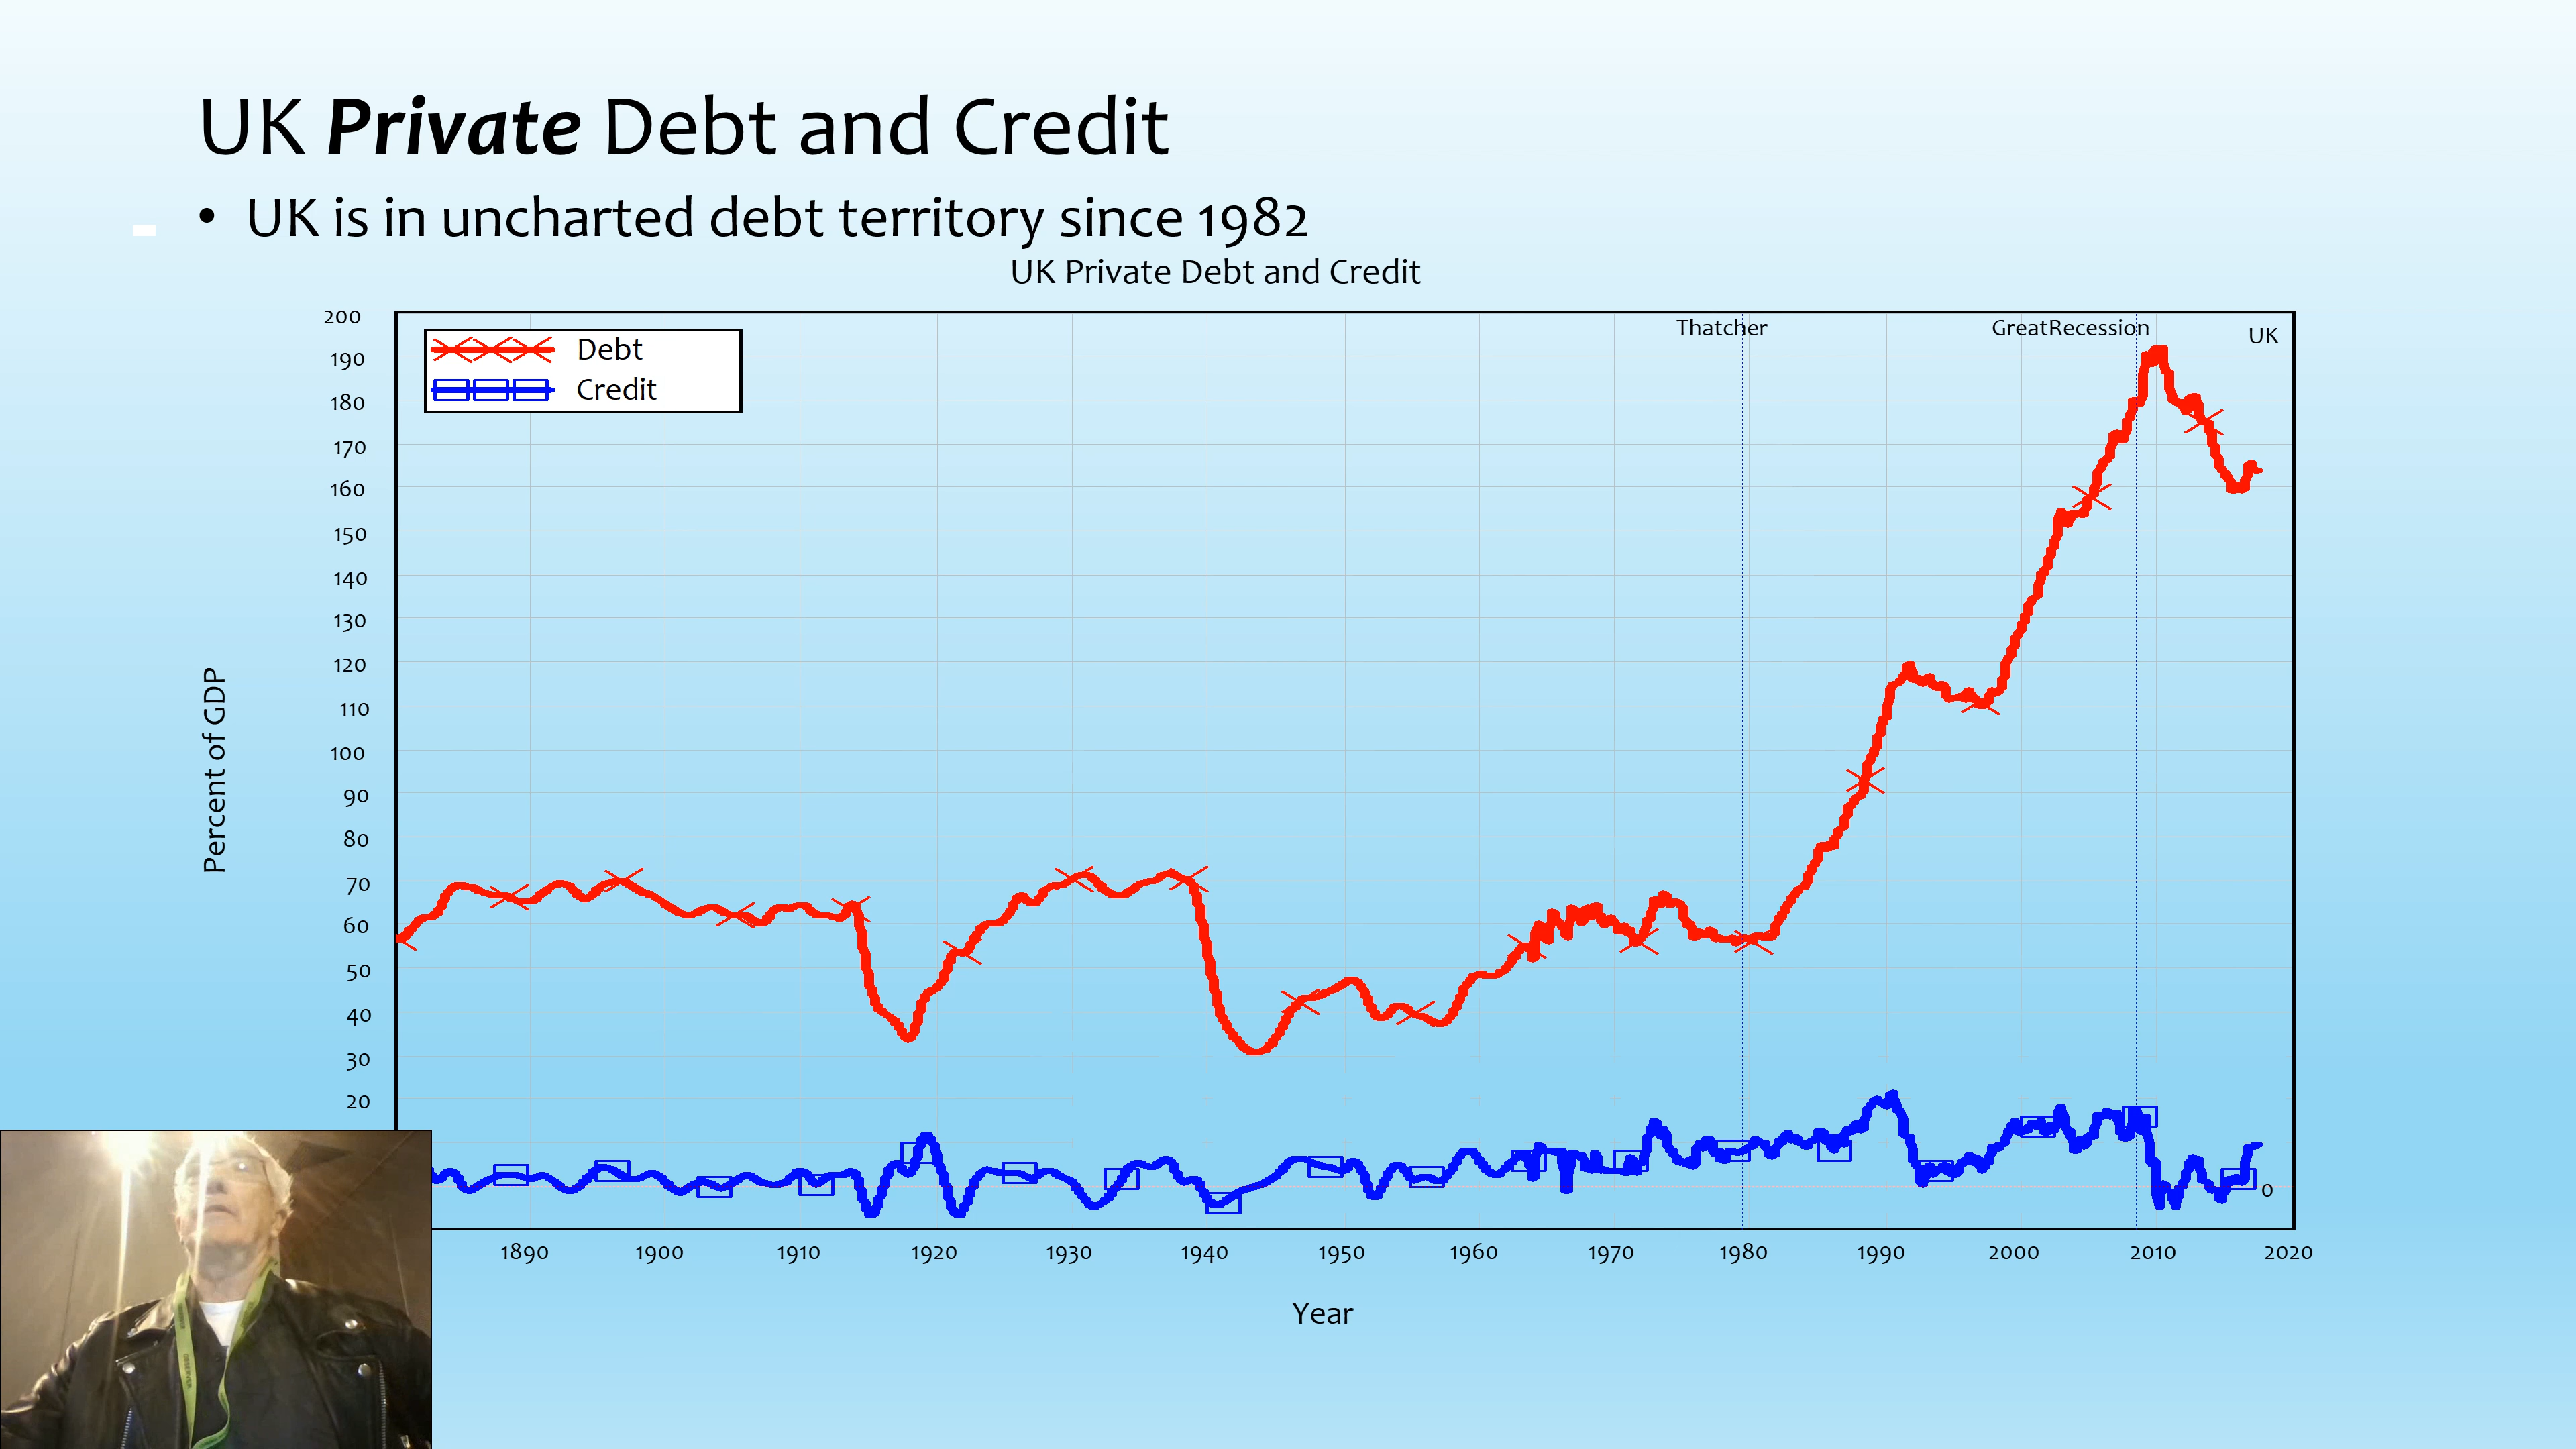 UK Private Debt and Credit
• UK is in uncharted debt territory since 1982
UK Private Debt and Credit
Thatcher
GreatRecession
UK
Debt
Credit
200
190
180
170
160
150
140
130
120
110
100
90
80
70
60
50
40
30
20
0
Percent of GDP
1890 1900 1910 1920 1930 1940 1950 1960 1970 1980 1990 2000 2010 2020
Year
OBSERVER